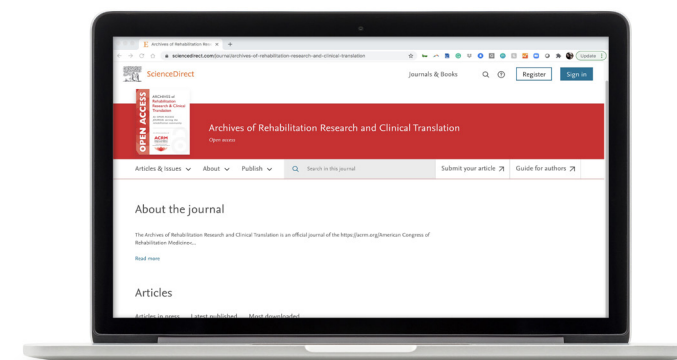 Archives of Rehabilitation Rese
sciencedirect.com/journal/archives-of-rehabilitation-research-and-clinical-translation
Update
ScienceDirect
Journals & Books
Register
Sign in
OPEN ACCESS
ARCHIVES of
Rehabilitation
Research & Clinical
Translation
ACRM
Archives of Rehabilitation Research and Clinical Translation
Open access
Articles & Issues
About
Publish
Search in this journal
Submit your article
Guide for authors
About the journal
The Archives of Rehabilitation Research and Clinical Translation is an official journal of the https://acrm.org/American Congress of
Rehabilitation Medicine<...
Read more
Articles
Articles in press Latest published Most downloaded